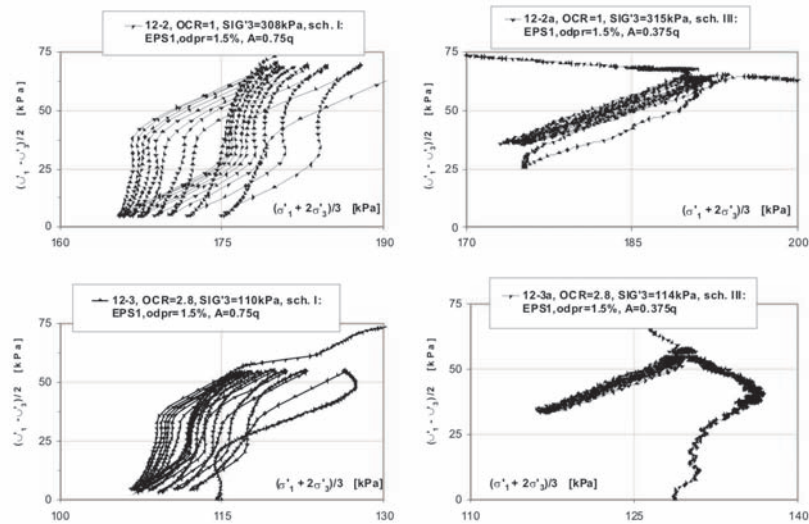 12-2, OCR=1, SIG'3=308kPa, sch. I:
EPS1,odpr=1.5%, A=0.75q
75
50
25
0
(σ'1 - σ'3)/2 [kPa]
(σ'1 + 2σ'3)/3 [kPa]
160 175 190
12-2a, OCR=1, SIG'3=315kPa, sch. III:
EPS1,odpr=1.5%, A=0.375q
75
50
25
0
(σ'1 - σ'3)/2 [kPa]
(σ'1 + 2σ'3)/3 [kPa]
170 185 200
12-3, OCR=2.8, SIG'3=110kPa, sch. I:
EPS1,odpr=1.5%, A=0.75q
75
50
25
0
(σ'1 - σ'3)/2 [kPa]
(σ'1 + 2σ'3)/3 [kPa]
100 115 130
12-3a, OCR=2.8, SIG'3=114kPa, sch. III:
EPS1,odpr=1.5%, A=0.375q
75
50
25
0
(σ'1 - σ'3)/2 [kPa]
(σ'1 + 2σ'3)/3 [kPa]
110 125 140